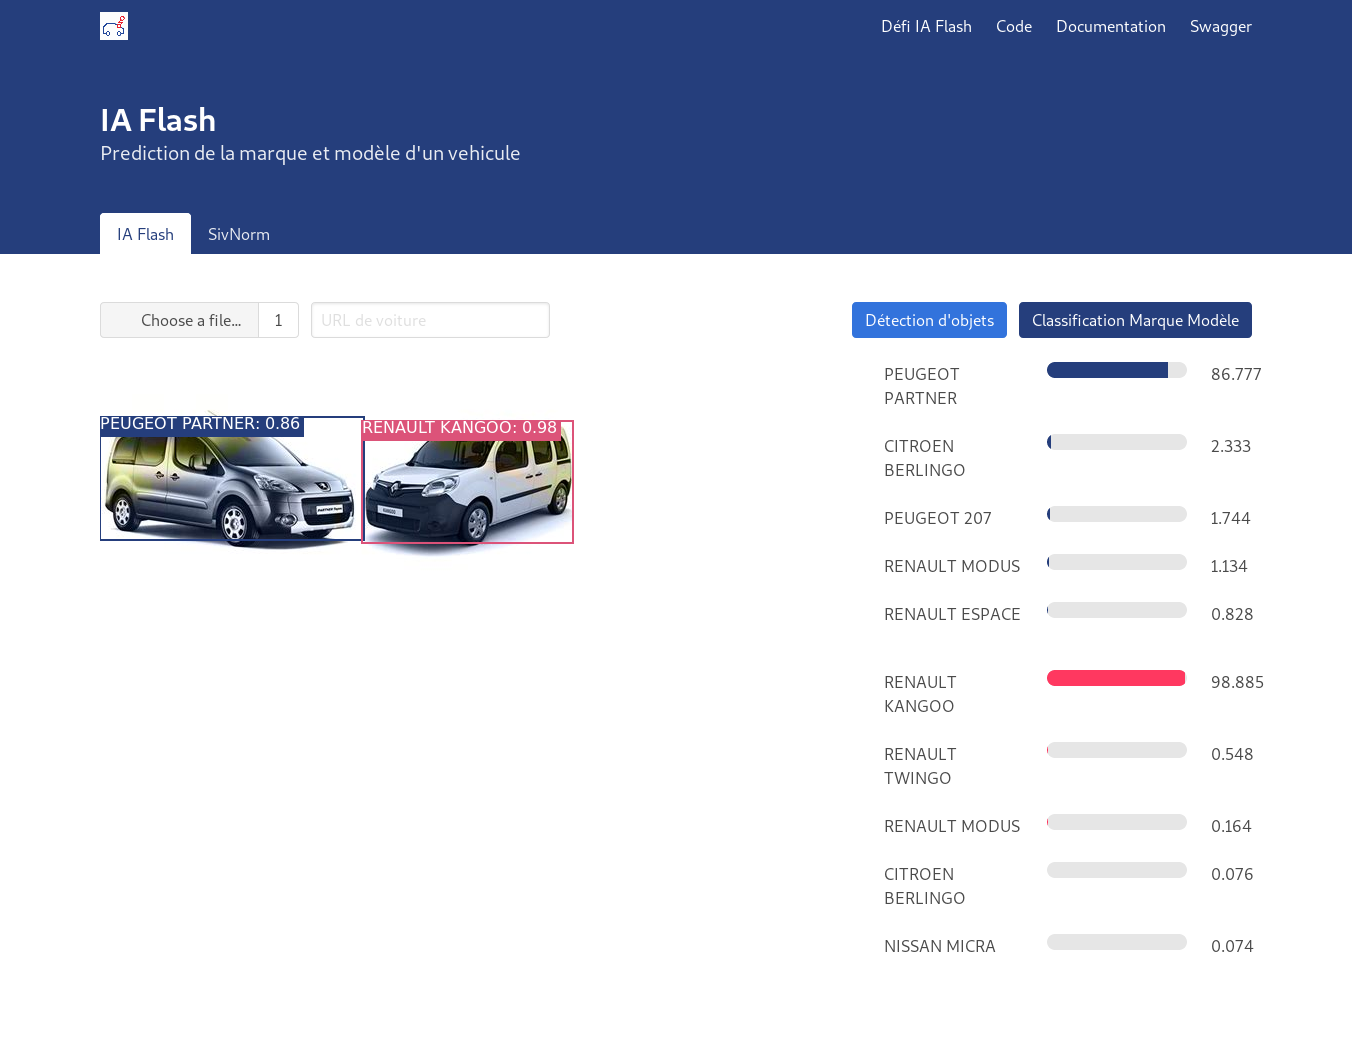 Défi IA Flash
Code
Documentation
Swagger
IA Flash
Prediction de la marque et modèle d'un vehicule
IA Flash
SivNorm
Choose a file...
1
URL de voiture
Détection d'objets
Classification Marque Modèle
PEUGEOT PARTNER: 0.86
RENAULT KANGOO: 0.98
PARTNER Tepee
KANGOO
PEUGEOT
PARTNER
86.777
CITROEN
BERLINGO
2.333
PEUGEOT 207
1.744
RENAULT MODUS
1.134
RENAULT ESPACE
0.828
RENAULT
KANGOO
98.885
RENAULT
TWINGO
0.548
RENAULT MODUS
0.164
CITROEN
BERLINGO
0.076
NISSAN MICRA
0.074